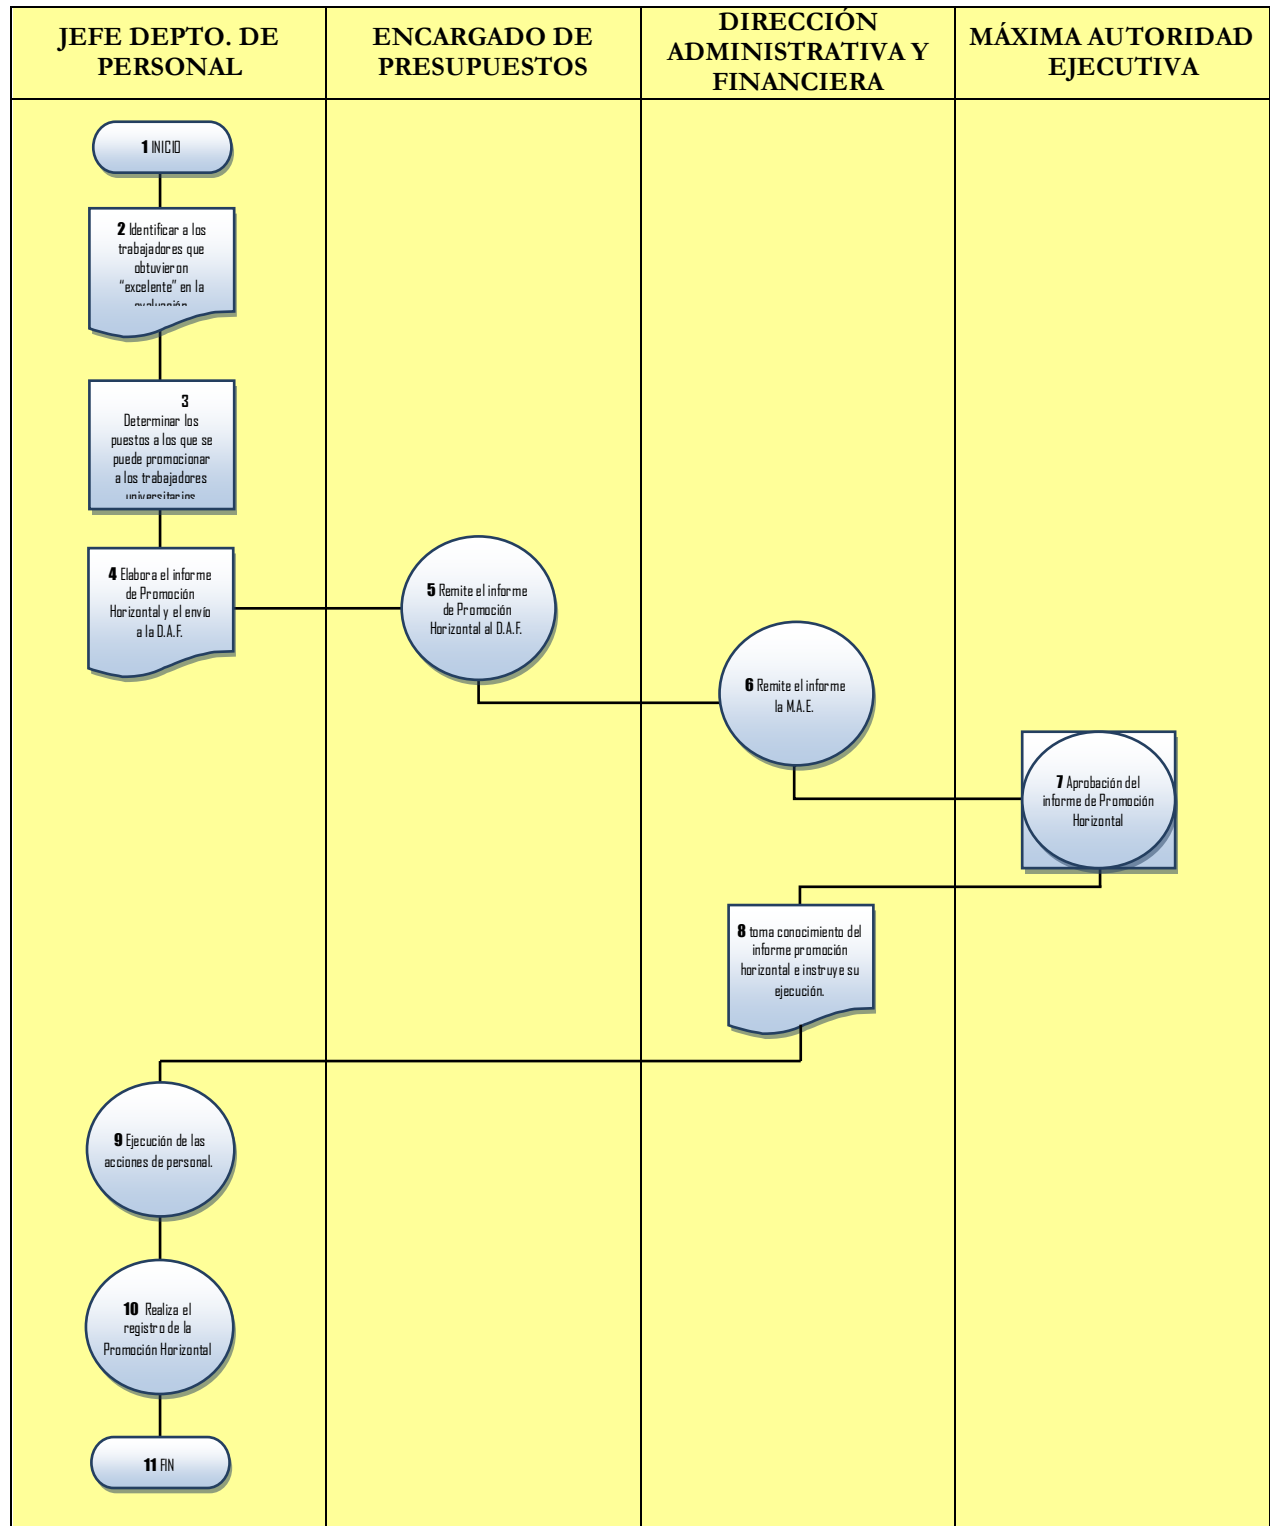 JEFE DEPTO. DE
PERSONAL
ENCARGADO DE
PRESUPUESTOS
DIRECCIÓN
ADMINISTRATIVA Y
FINANCIERA
MÁXIMA AUTORIDAD
EJECUTIVA
1 INICIO
2 Identificar a los
trabajadores que
obtuvieron
“excelente” en la
evaluación
3
Determinar los
puestos a los que se
puede promocionar
a los trabajadores
universitarios
4 Elabora el informe
de Promoción
Horizontal y el envío
a la D.A.F.
5 Remite el informe
de Promoción
Horizontal al D.A.F.
6 Remite el informe
la M.A.E.
7 Aprobación del
informe de Promoción
Horizontal
8 toma conocimiento del
informe promoción
horizontal e instruye su
ejecución.
9 Ejecución de las
acciones de personal.
10 Realiza el
registro de la
Promoción Horizontal
11 FIN